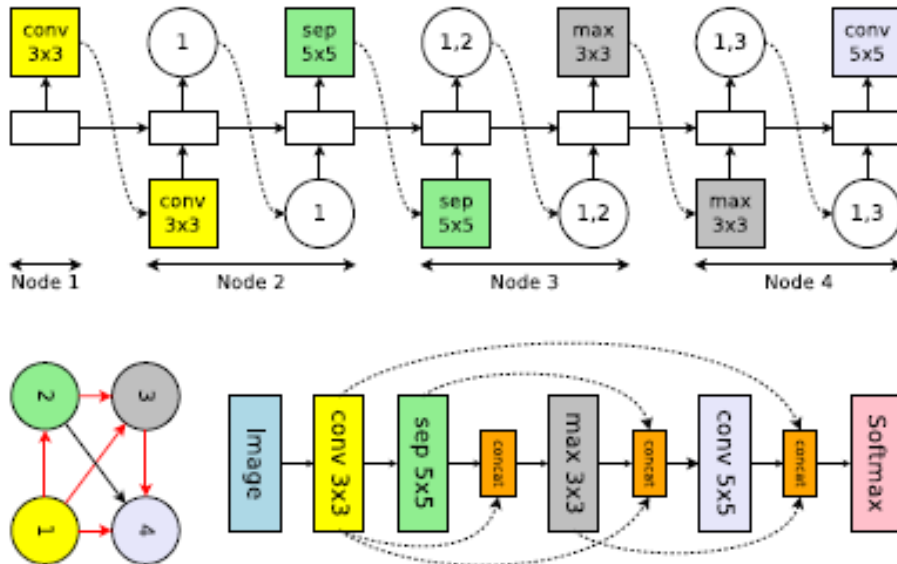 conv
3x3
1
sep
5x5
1,2
max
3x3
1,3
conv
5x5
conv
3x3
1
sep
5x5
1,2
max
3x3
1,3
Node 1
Node 2
Node 3
Node 4
2
3
1
4
Image
conv 3x3
sep 5x5
concat
max 3x3
concat
conv 5x5
concat
Softmax